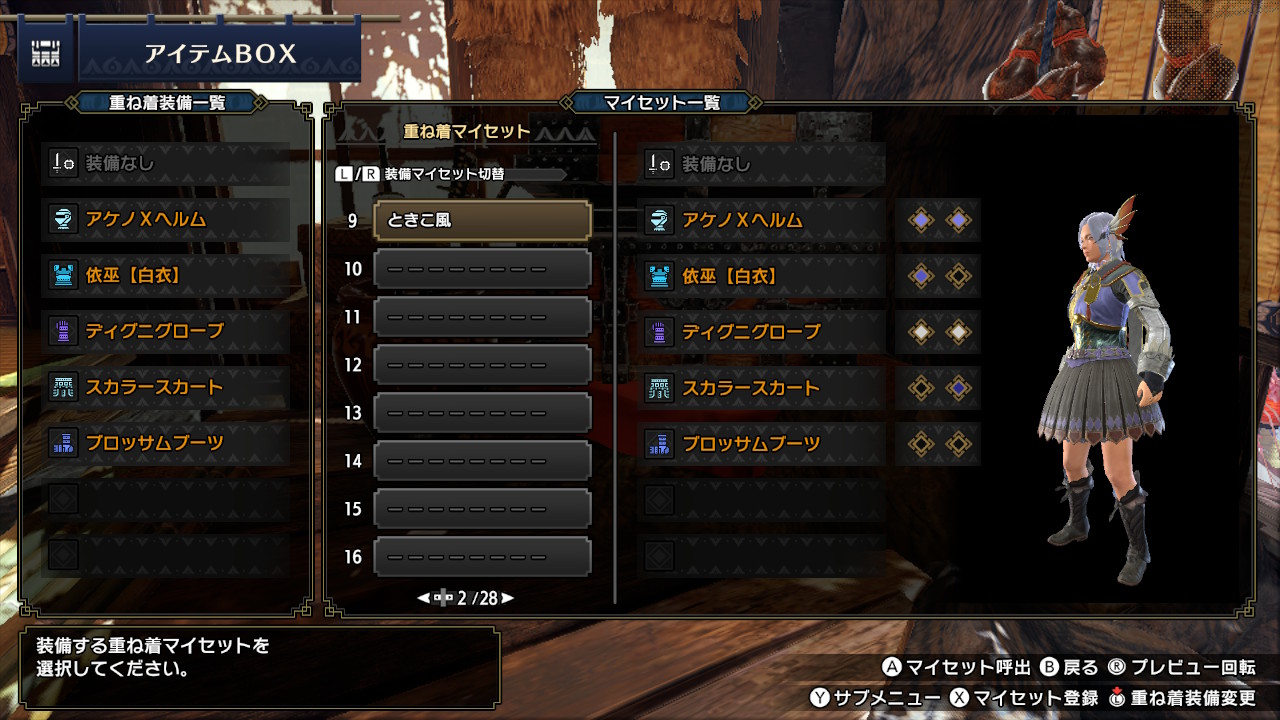 アイテムBOX
重ね着装備一覧
装備なし
アケノXヘルム
依巫【白衣】
ディグニグローブ
スカラースカート
ブロッサムブーツ
マイセット一覧
重ね着マイセット
L/R 装備マイセット切替
9 ときこ風
10 --------
11 --------
12 --------
13 --------
14 --------
15 --------
16 --------
2/28
装備なし
アケノXヘルム
依巫【白衣】
ディグニグローブ
スカラースカート
ブロッサムブーツ
装備する重ね着マイセットを
選択してください。
Aマイセット呼出 B戻る Rプレビュー回転
Yサブメニュー Xマイセット登録 L重ね着装備変更